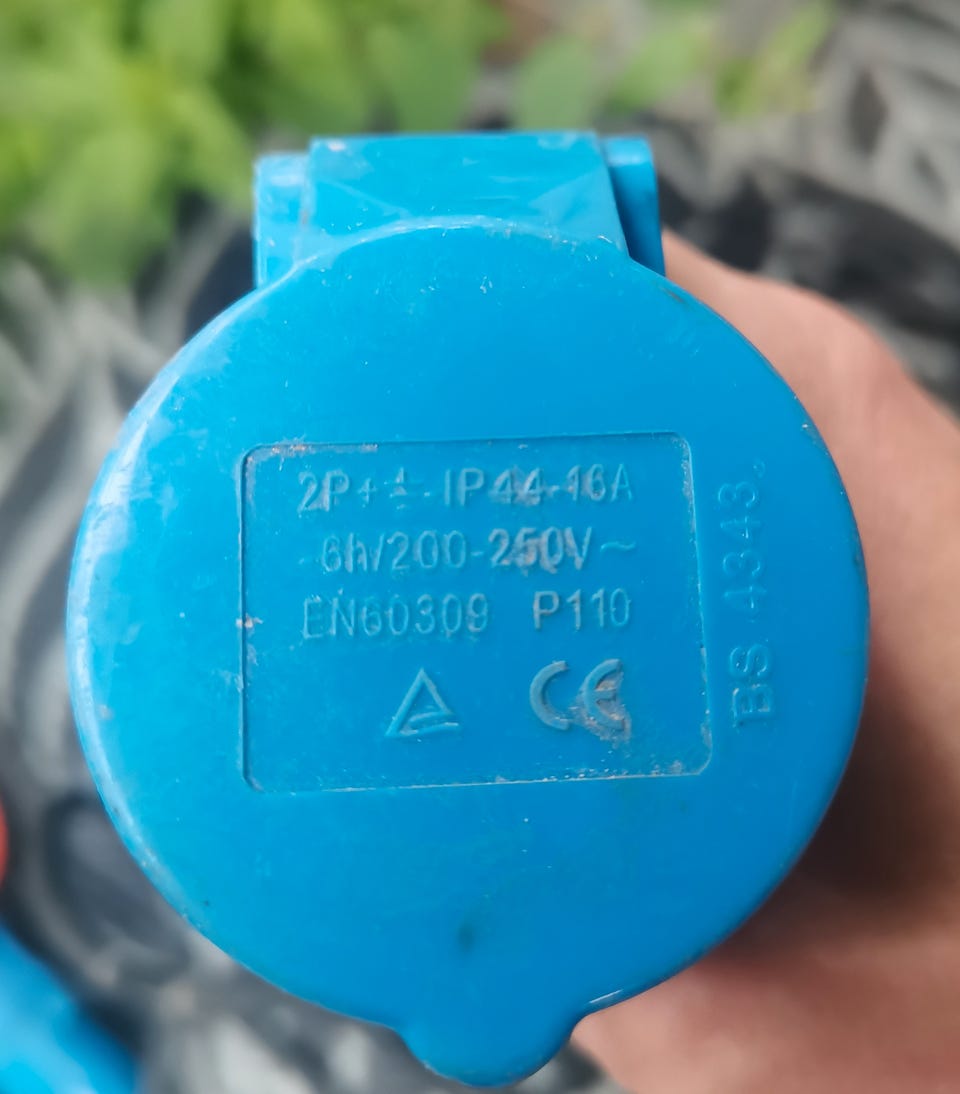 2P+⏚-IP44-16A
6h/200-250V~
EN60309 P110
CE
BS 4343.